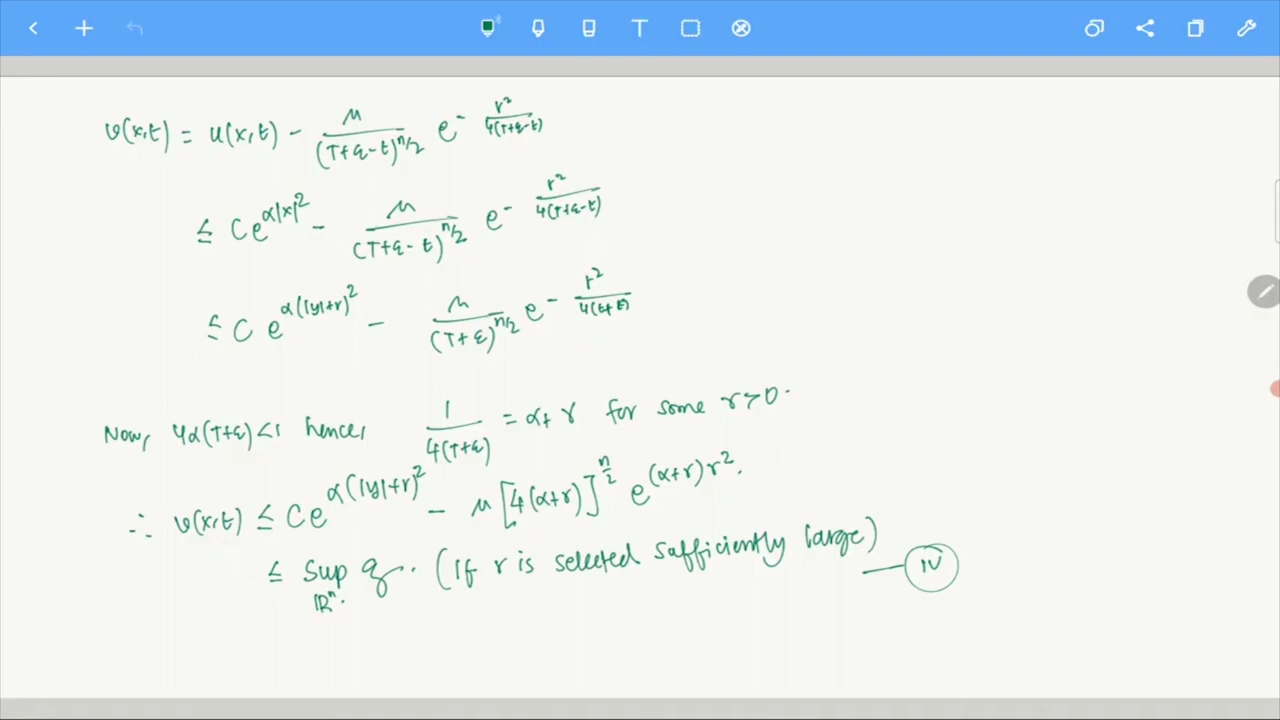 v(x,t) = u(x,t) - μ/(T+ε-t)^{n/2} e^{- r²/4(T+ε-t)}
≤ Ce^{α|x|²} - μ/(T+ε-t)^{n/2} e^{- r²/4(T+ε-t)}
≤ C e^{α(|y|+r)²} - μ/(T+ε)^{n/2} e^{- r²/4(t+ε)}
Now, 4α(T+ε)<1 hence, 1/4(T+ε) = α+r for some r>0.
∴ v(x,t) ≤ Ce^{α(|y|+r)²} - μ[4(α+r)]^{n/2} e^{(α+r)r²}.
≤ Sup_{ℝⁿ} g. (If r is selected sufficiently large) — IV